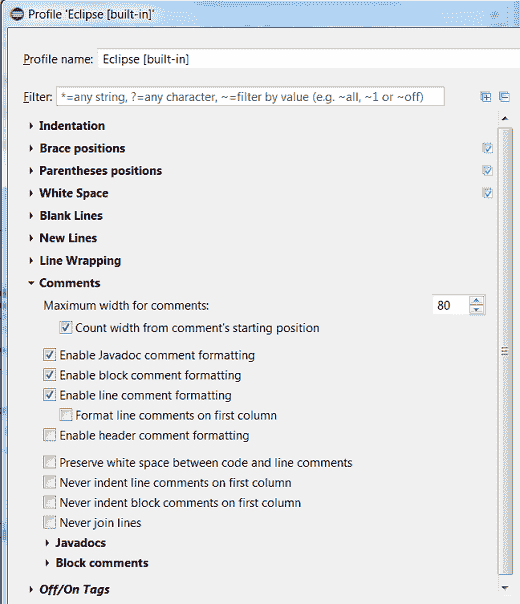 Profile 'Eclipse [built-in]'
Profile name: Eclipse [built-in]
Filter: *=any string, ?=any character, ~=filter by value (e.g. ~all, ~1 or ~off)
Indentation
Brace positions
Parentheses positions
White Space
Blank Lines
New Lines
Line Wrapping
Comments
Maximum width for comments: 80
Count width from comment's starting position
Enable Javadoc comment formatting
Enable block comment formatting
Enable line comment formatting
Format line comments on first column
Enable header comment formatting
Preserve white space between code and line comments
Never indent line comments on first column
Never indent block comments on first column
Never join lines
Javadocs
Block comments
Off/On Tags